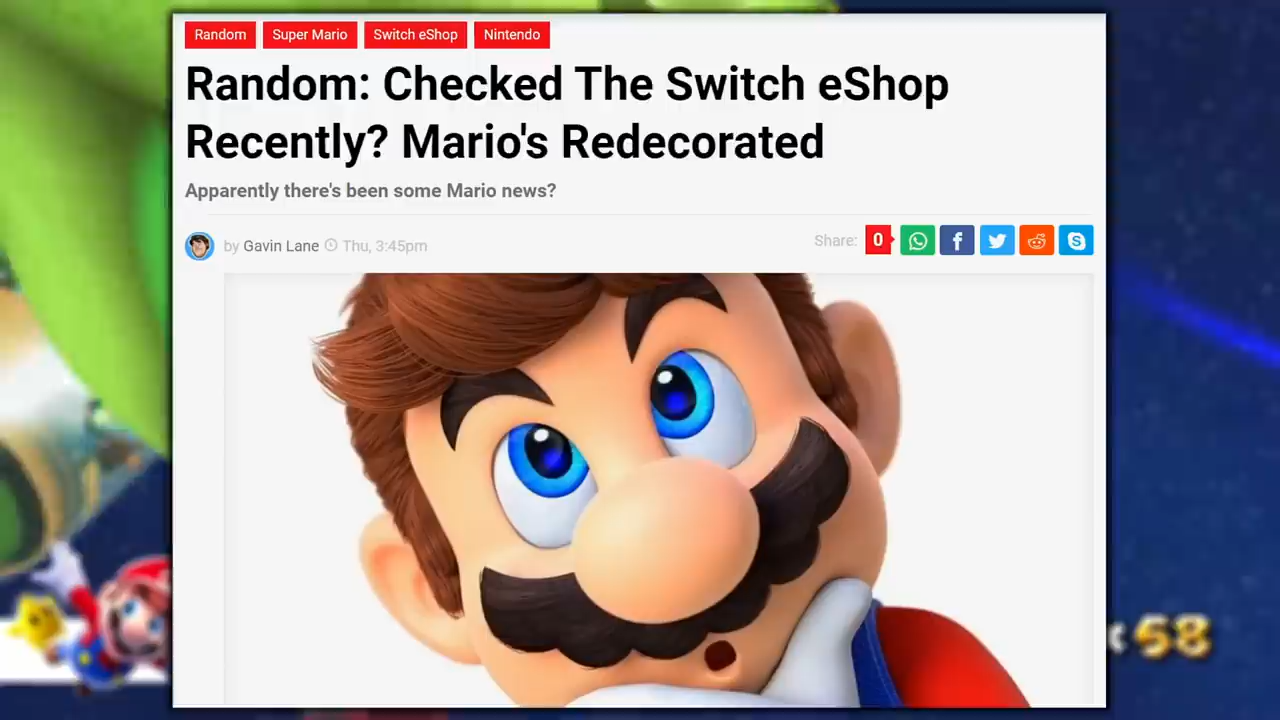 Random Super Mario Switch eShop Nintendo
Random: Checked The Switch eShop
Recently? Mario's Redecorated
Apparently there's been some Mario news?
by Gavin Lane Thu, 3:45pm
Share: 0
58